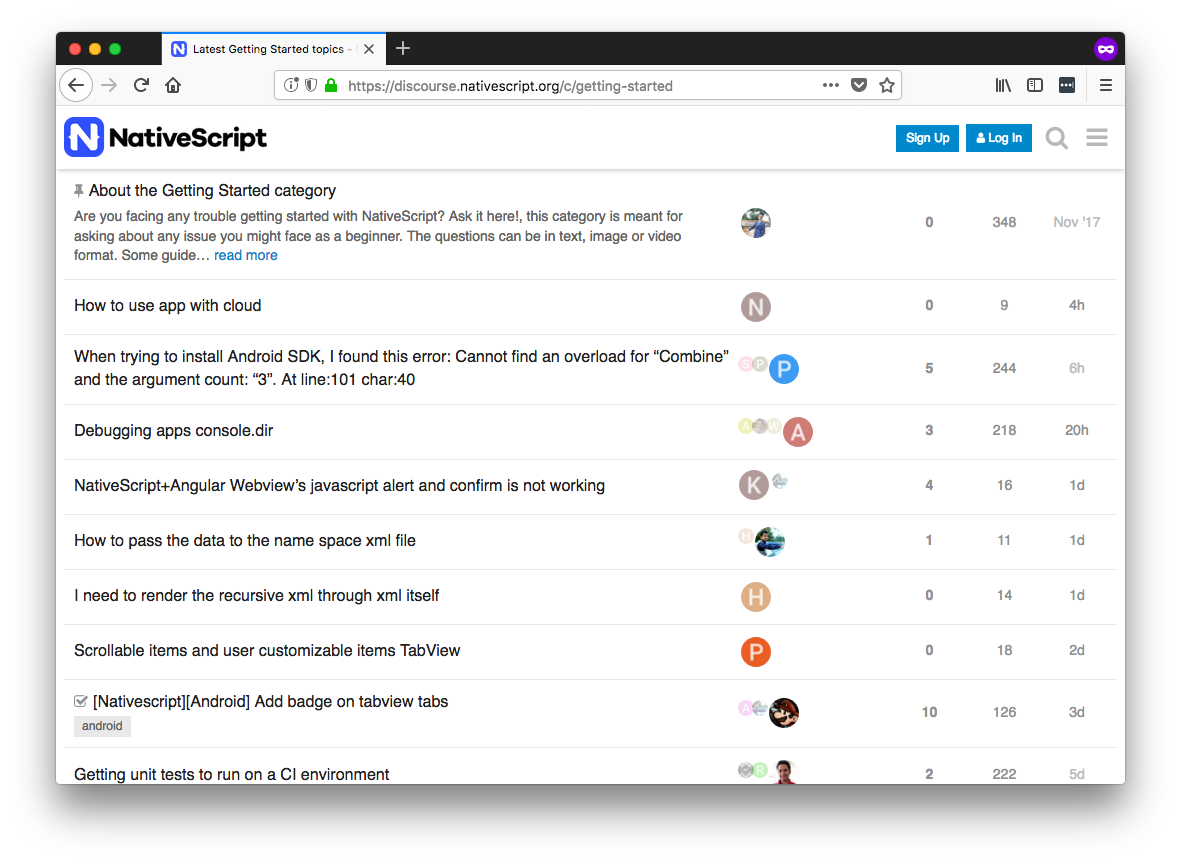 Latest Getting Started topics -
https://discourse.nativescript.org/c/getting-started
N NativeScript
Sign Up
Log In
About the Getting Started category
Are you facing any trouble getting started with NativeScript? Ask it here!, this category is meant for
asking about any issue you might face as a beginner. The questions can be in text, image or video
format. Some guide… read more
0 348 Nov '17
How to use app with cloud
N
0 9 4h
When trying to install Android SDK, I found this error: Cannot find an overload for “Combine”
and the argument count: “3”. At line:101 char:40
S P P
5 244 6h
Debugging apps console.dir
A W A
3 218 20h
NativeScript+Angular Webview’s javascript alert and confirm is not working
K
4 16 1d
How to pass the data to the name space xml file
H
1 11 1d
I need to render the recursive xml through xml itself
H
0 14 1d
Scrollable items and user customizable items TabView
P
0 18 2d
[Nativescript][Android] Add badge on tabview tabs
android
A
10 126 3d
Getting unit tests to run on a CI environment
R
2 222 5d